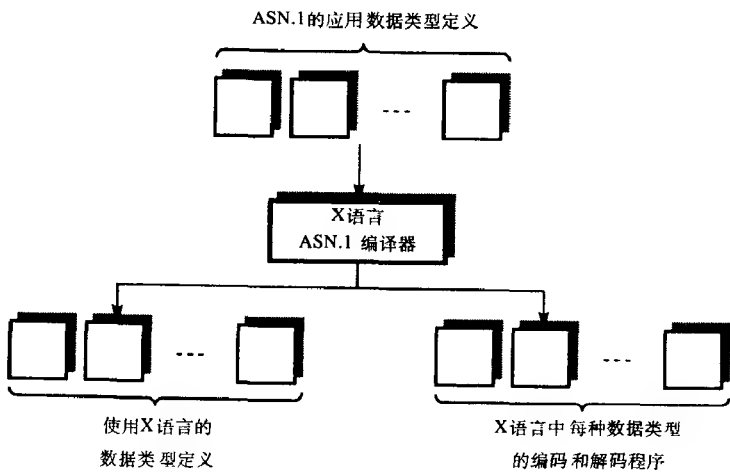 ASN.1的应用数据类型定义
X语言
ASN.1 编译器
使用X语言的
数据类型定义
X语言中每种数据类型
的编码和解码程序